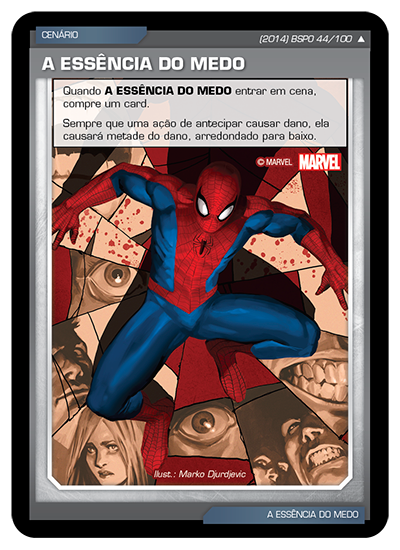 CENÁRIO
(2014) BSPO 44/100 ▲
A ESSÊNCIA DO MEDO
Quando A ESSÊNCIA DO MEDO entrar em cena,
compre um card.
Sempre que uma ação de antecipar causar dano, ela
causará metade do dano, arredondado para baixo.
© MARVEL MARVEL
Ilust.: Marko Djurdjevic
A ESSÊNCIA DO MEDO